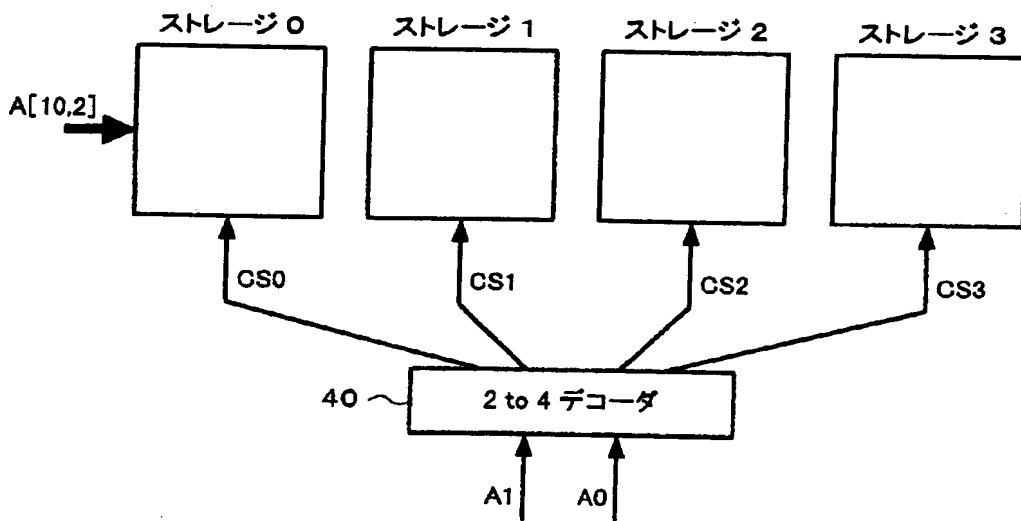 ストレージ 0
ストレージ 1
ストレージ 2
ストレージ 3
A[10,2]
CS0
CS1
CS2
CS3
40
2 to 4 デコーダ
A1
A0